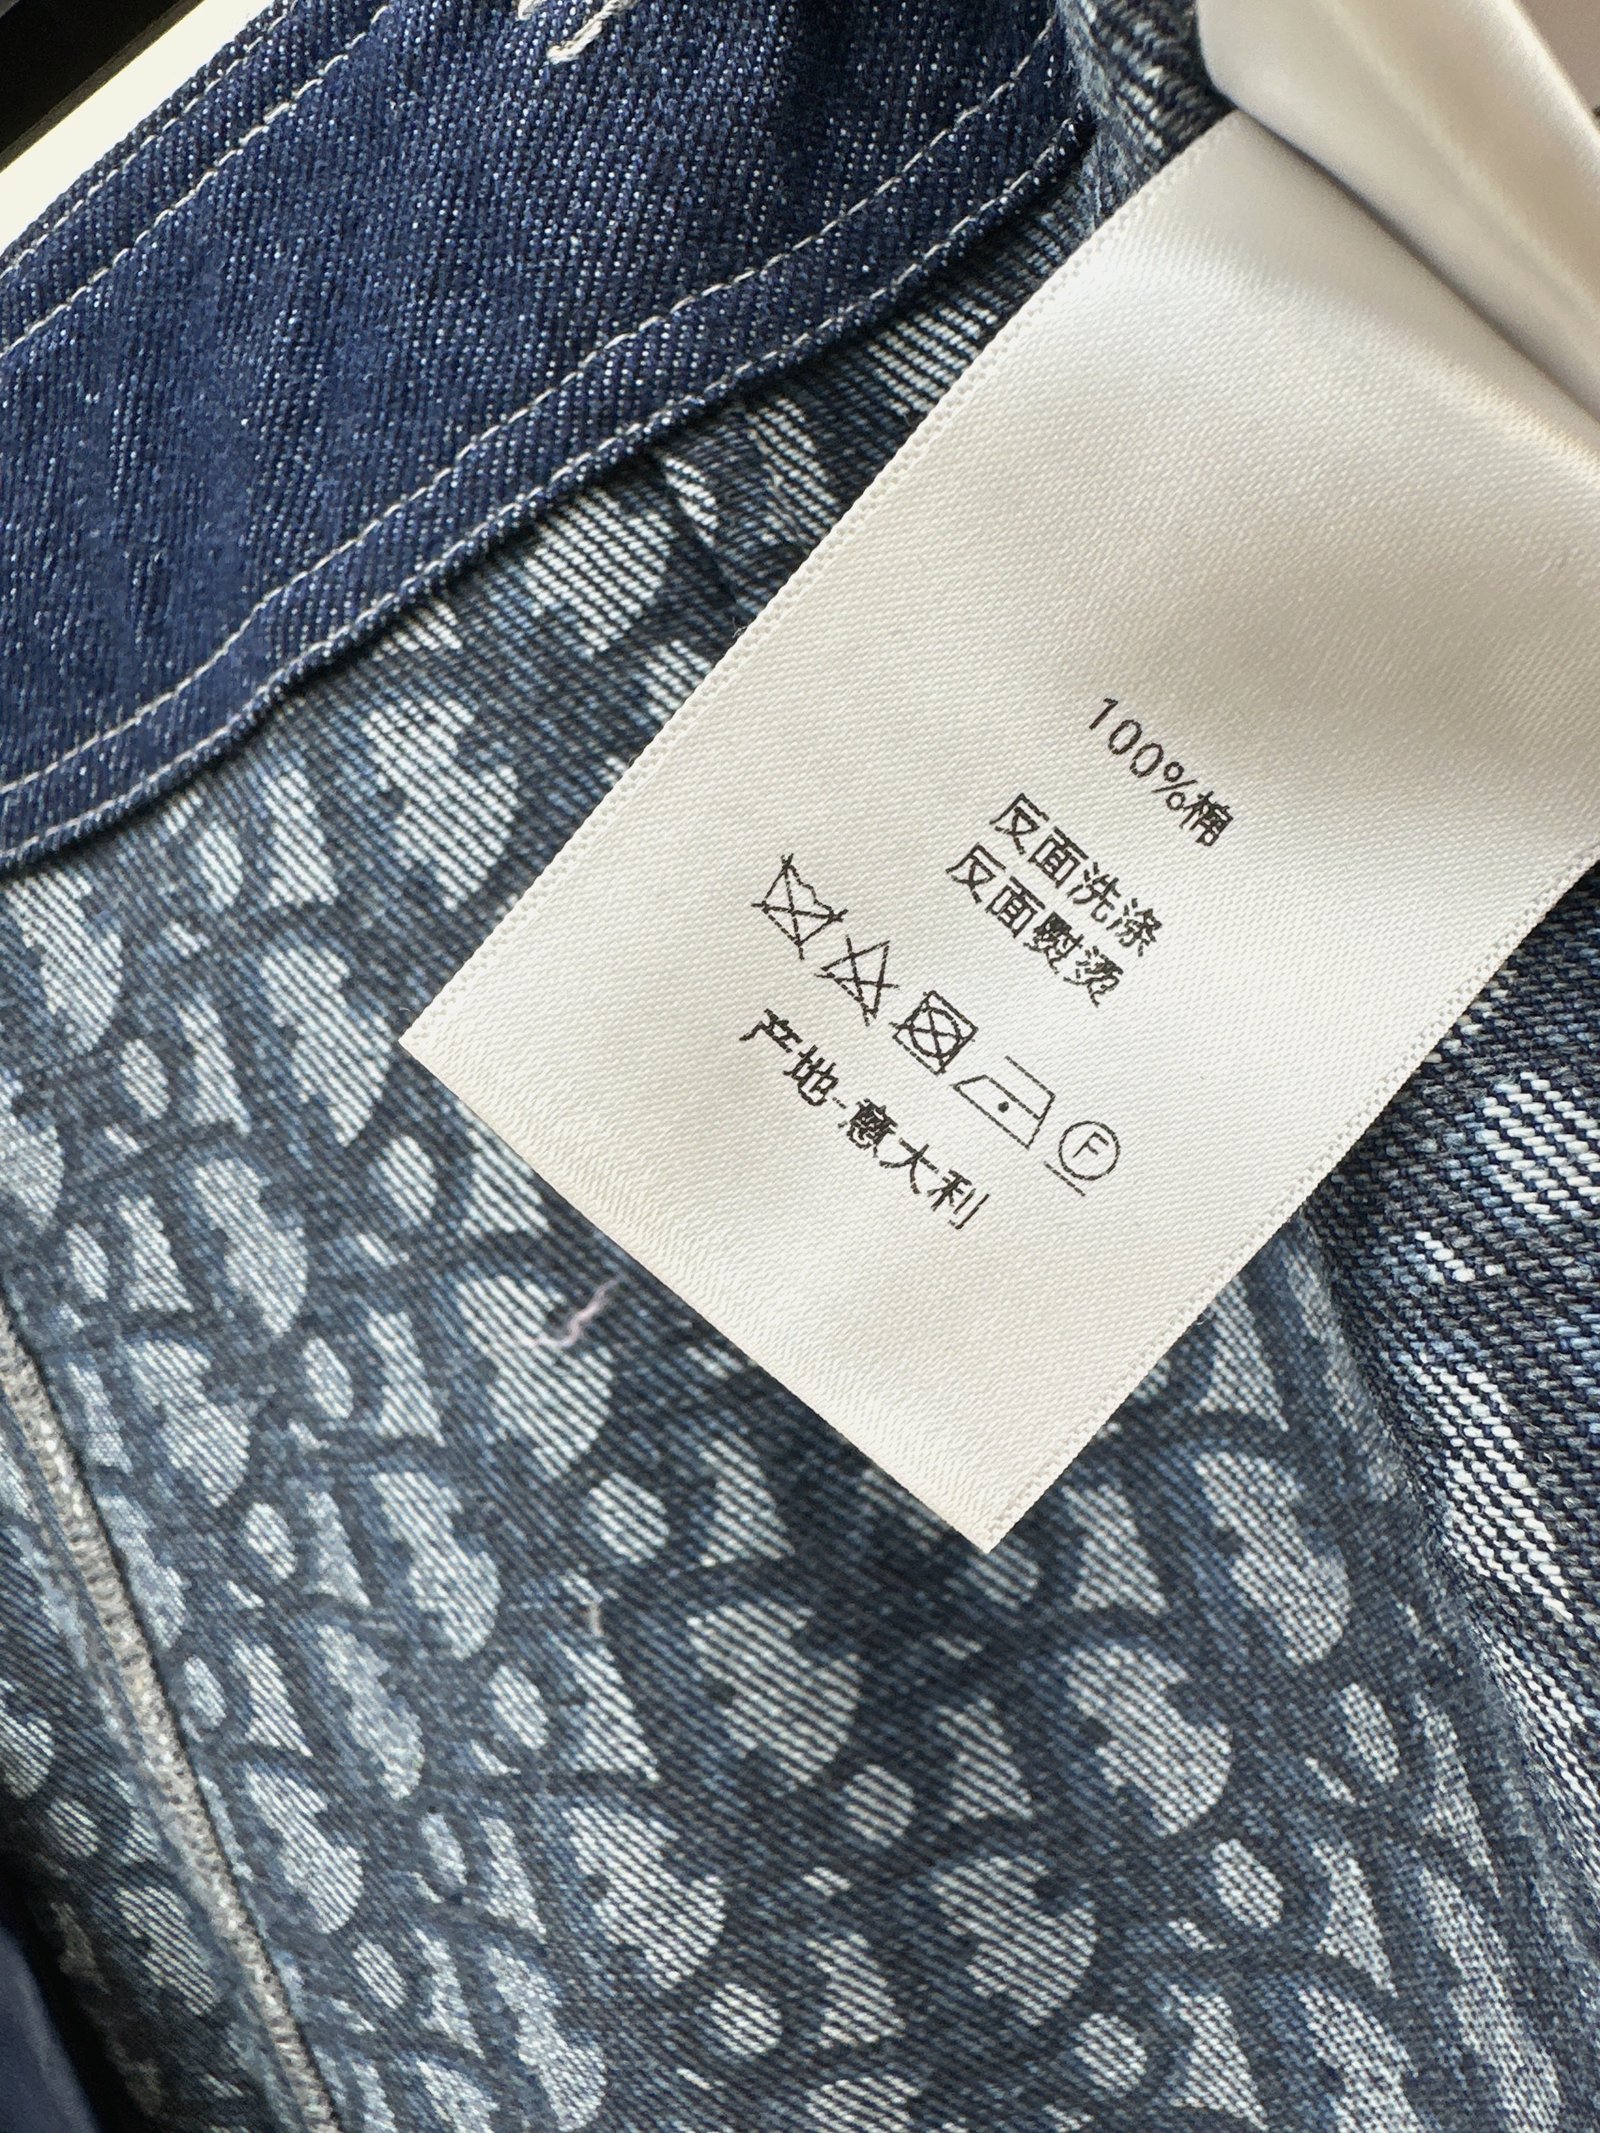 100%棉
反面洗涤
反面熨烫
F
产地-意大利